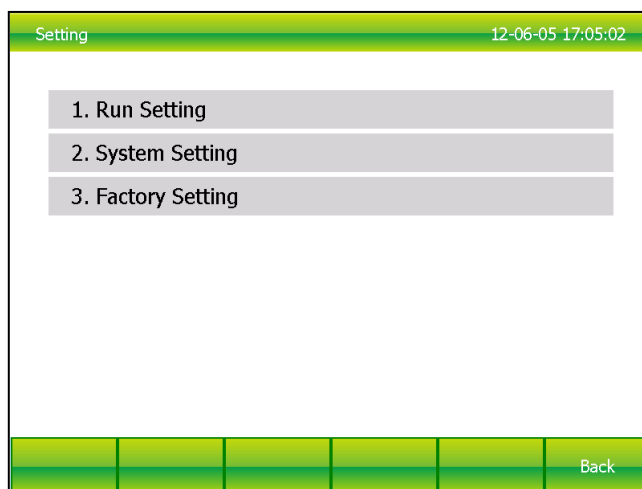 Setting 12-06-05 17:05:02
1. Run Setting
2. System Setting
3. Factory Setting
Back